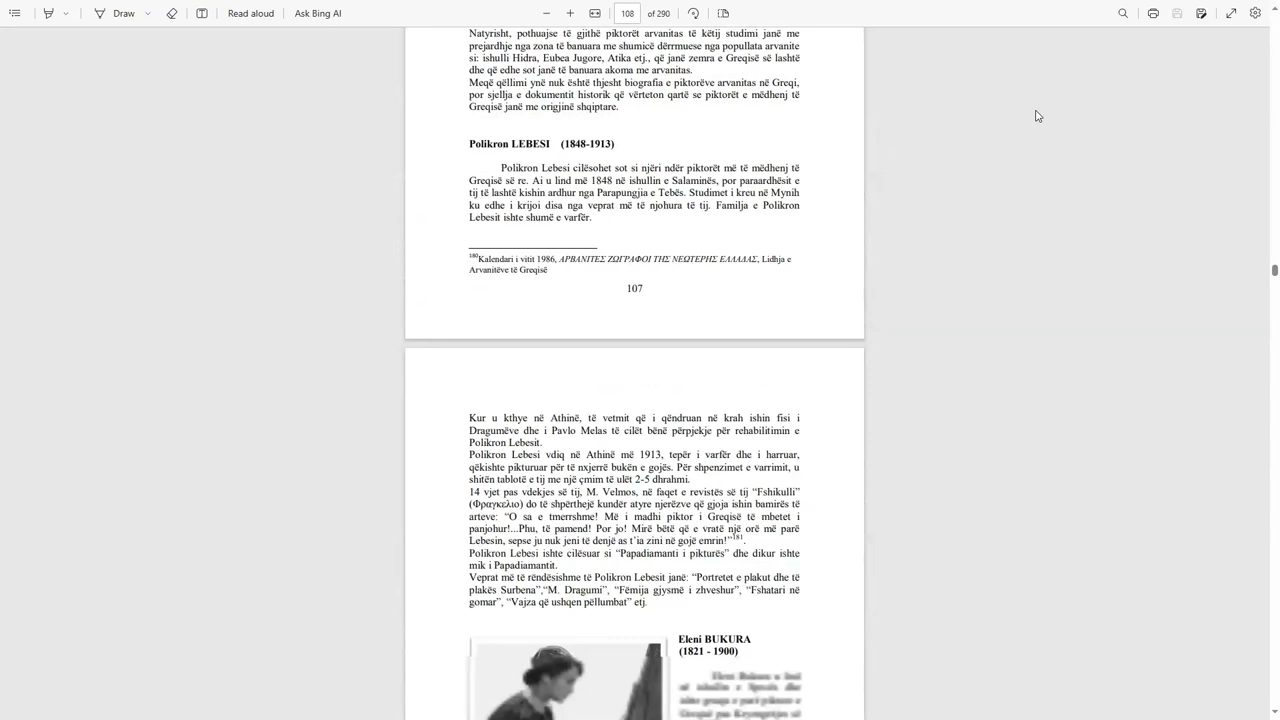 Draw
Read aloud
Ask Bing AI
108 of 290
Natyrisht, pothuajse të gjithë piktorët arvanitas të këtij studimi janë me
prejardhje nga zona të banuara me shumicë dërrmuese nga popullata arvanite
si: ishulli Hidra, Eubea Jugore, Atika etj., që janë zemra e Greqisë së lashtë
dhe që edhe sot janë të banuara akoma me arvanitas.
Meqë qëllimi ynë nuk është thjesht biografia e piktorëve arvanitas në Greqi,
por sjellja e dokumentit historik që vërteton qartë se piktorët e mëdhenj të
Greqisë janë me origjinë shqiptare.
Polikron LEBESI (1848-1913)
Polikron Lebesi cilësohet sot si njëri ndër piktorët më të mëdhenj të
Greqisë së re. Ai u lind më 1848 në ishullin e Salaminës, por paraardhësit e
tij të lashtë kishin ardhur nga Parapungjia e Tebës. Studimet i kreu në Mynih
ku edhe i krijoi disa nga veprat më të njohura të tij. Familja e Polikron
Lebesit ishte shumë e varfër.
180Kalendari i vitit 1986, ΑΡΒΑΝΙΤΕΣ ΖΩΓΡΑΦΟΙ ΤΗΣ ΝΕΩΤΕΡΗΣ ΕΛΛΑΔΑΣ, Lidhja e
Arvanitëve të Greqisë
107
Kur u kthye në Athinë, të vetmit që i qëndruan në krah ishin fisi i
Dragumëve dhe i Pavlo Melas të cilët bënë përpjekje për rehabilitimin e
Polikron Lebesit.
Polikron Lebesi vdiq në Athinë më 1913, tepër i varfër dhe i harruar,
qëkishte pikturuar për të nxjerrë bukën e gojës. Për shpenzimet e varrimit, u
shitën tablotë e tij me një çmim të ulët 2-5 dhrahmi.
14 vjet pas vdekjes së tij, M. Velmos, në faqet e revistës së tij “Fshikulli”
(Φραγκελιο) do të shpërthejë kundër atyre njerëzve që gjoja ishin bamirës të
arteve: “O sa e tmerrshme! Më i madhi piktor i Greqisë të mbetet i
panjohur!...Phu, të pamend! Por jo! Mirë bëtë që e vratë një orë më parë
Lebesin, sepse ju nuk jeni të denjë as t’ia zini në gojë emrin!”181.
Polikron Lebesi ishte cilësuar si “Papadiamanti i pikturës” dhe dikur ishte
mik i Papadiamantit.
Veprat më të rëndësishme të Polikron Lebesit janë: “Portretet e plakut dhe të
plakës Surbena”,“M. Dragumi”, “Fëmija gjysmë i zhveshur”, “Fshatari në
gomar”, “Vajza që ushqen pëllumbat” etj.
Eleni BUKURA
(1821 - 1900)